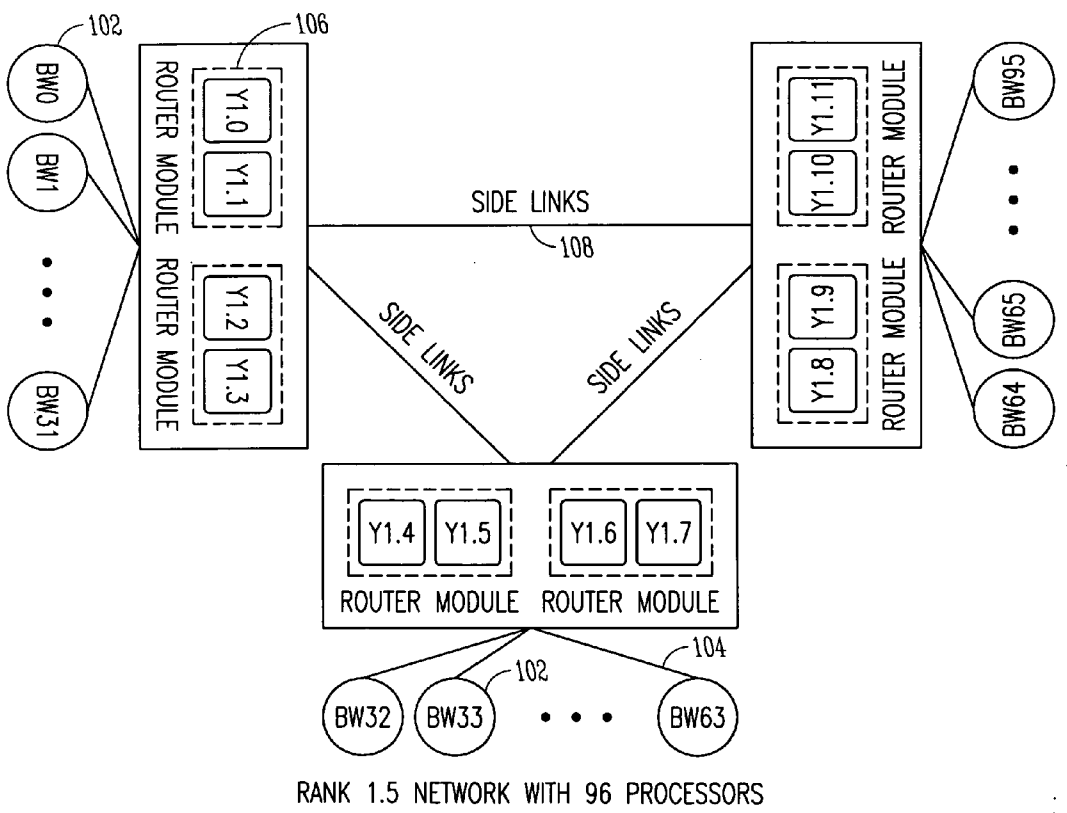 102
106
BW0
BW1
BW31
ROUTER MODULE
Y1.0
Y1.1
ROUTER MODULE
Y1.2
Y1.3
SIDE LINKS
108
SIDE LINKS
SIDE LINKS
Y1.11
Y1.10
ROUTER MODULE
Y1.9
Y1.8
ROUTER MODULE
BW95
BW65
BW64
Y1.4 Y1.5 Y1.6 Y1.7
ROUTER MODULE ROUTER MODULE
104
102
BW32 BW33 BW63
RANK 1.5 NETWORK WITH 96 PROCESSORS